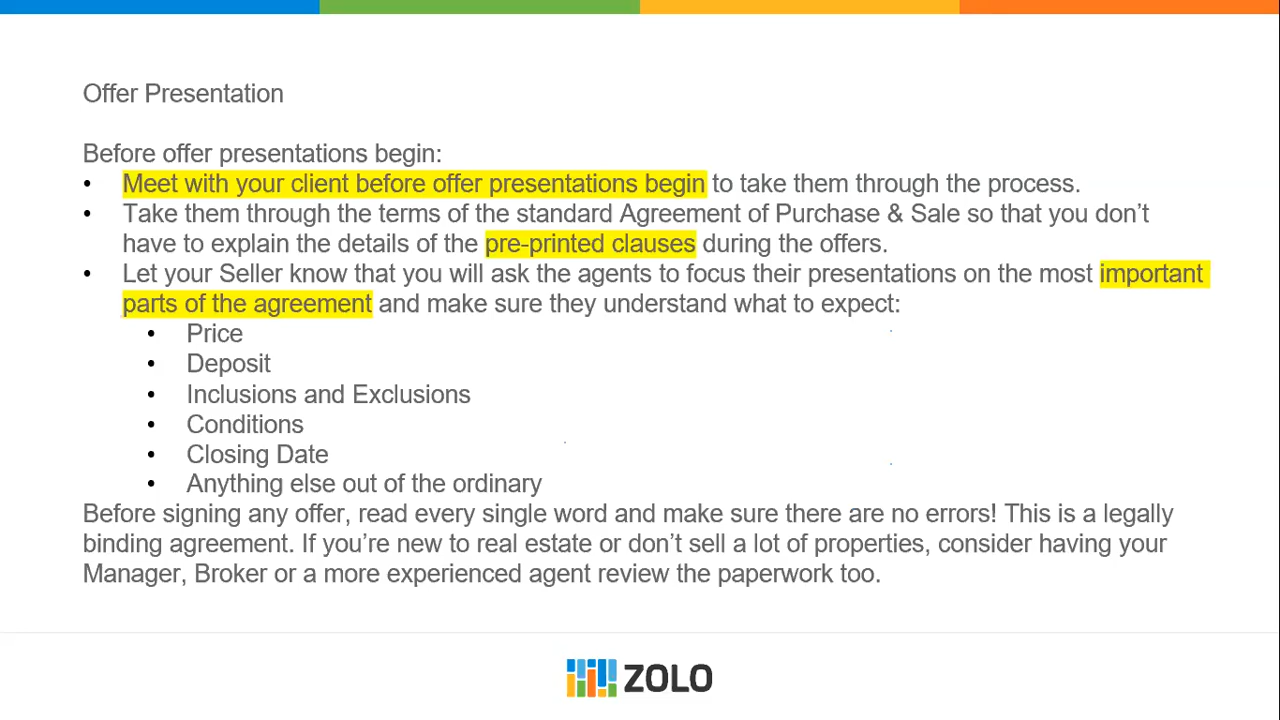 Offer Presentation
Before offer presentations begin:
• Meet with your client before offer presentations begin to take them through the process.
• Take them through the terms of the standard Agreement of Purchase & Sale so that you don’t
have to explain the details of the pre-printed clauses during the offers.
• Let your Seller know that you will ask the agents to focus their presentations on the most important
parts of the agreement and make sure they understand what to expect:
• Price
• Deposit
• Inclusions and Exclusions
• Conditions
• Closing Date
• Anything else out of the ordinary
Before signing any offer, read every single word and make sure there are no errors! This is a legally
binding agreement. If you’re new to real estate or don’t sell a lot of properties, consider having your
Manager, Broker or a more experienced agent review the paperwork too.
ZOLO